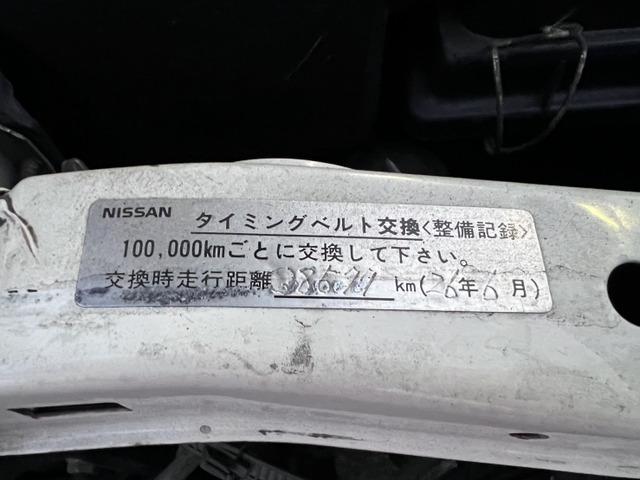 NISSAN タイミングベルト交換<整備記録>
100,000kmごとに交換して下さい。
交換時走行距離 km(26年6月)